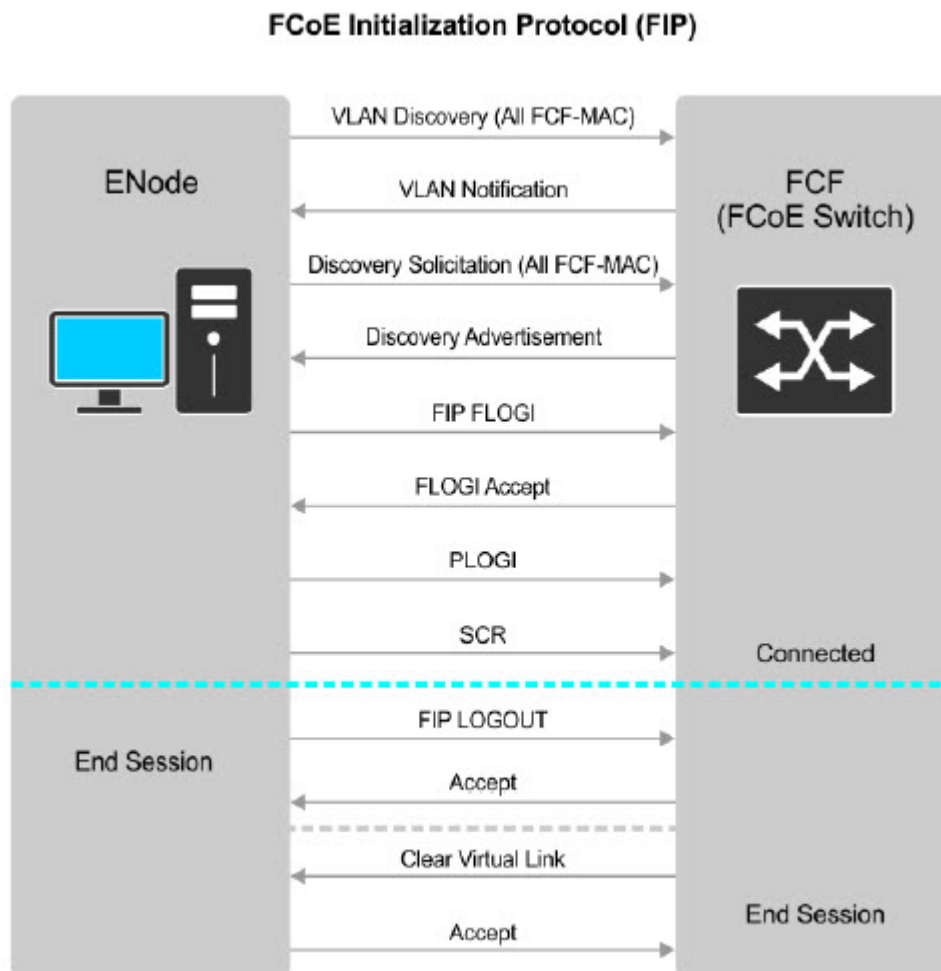 FCoE Initialization Protocol (FIP)
VLAN Discovery (All FCF-MAC)
ENode
VLAN Notification
FCF
(FCoE Switch)
Discovery Solicitation (All FCF-MAC)
Discovery Advertisement
FIP FLOGI
FLOGI Accept
PLOGI
SCR
Connected
FIP LOGOUT
End Session
Accept
Clear Virtual Link
End Session
Accept